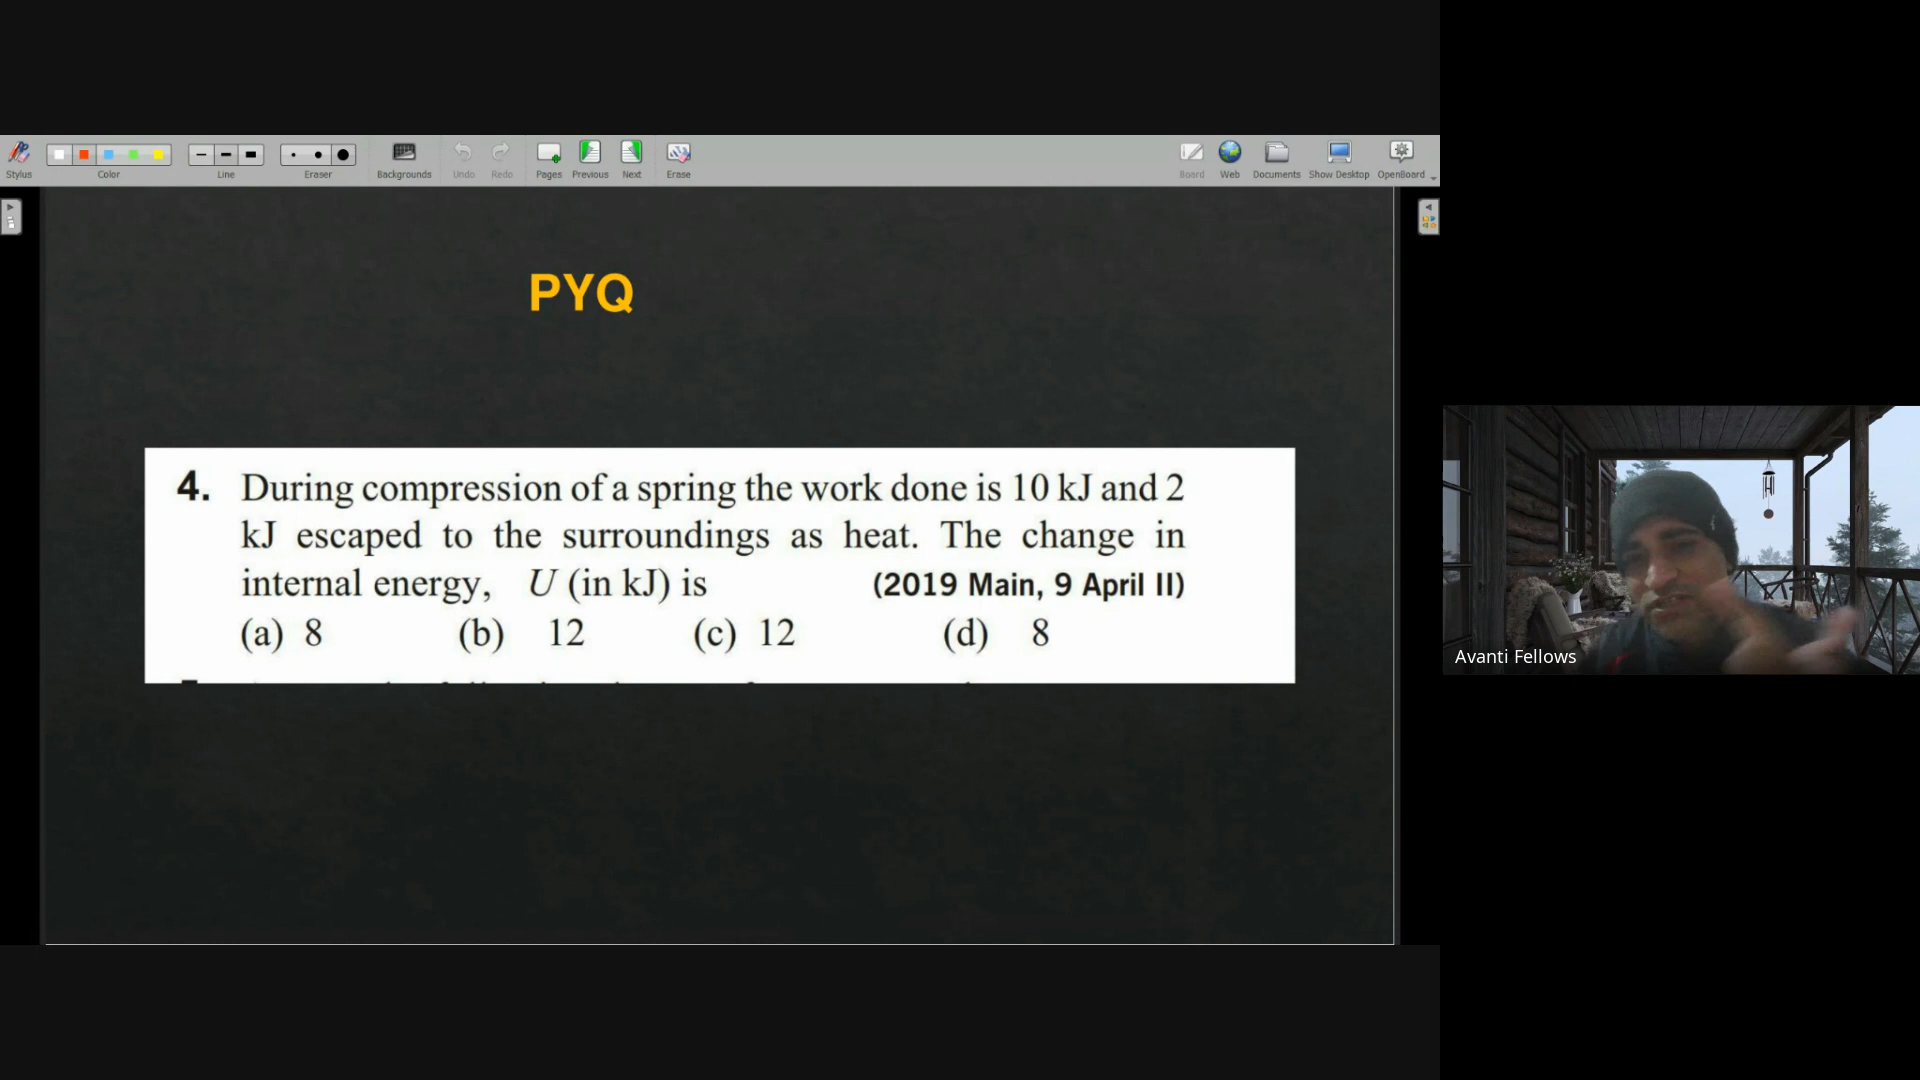 Stylus
Color
Line
Eraser
Backgrounds
Undo
Redo
Pages
Previous
Next
Erase
Board
Web
Documents
Show Desktop
OpenBoard
PYQ
4. During compression of a spring the work done is 10 kJ and 2
kJ escaped to the surroundings as heat. The change in
internal energy, U (in kJ) is (2019 Main, 9 April II)
(a) 8 (b) 12 (c) 12 (d) 8
Avanti Fellows